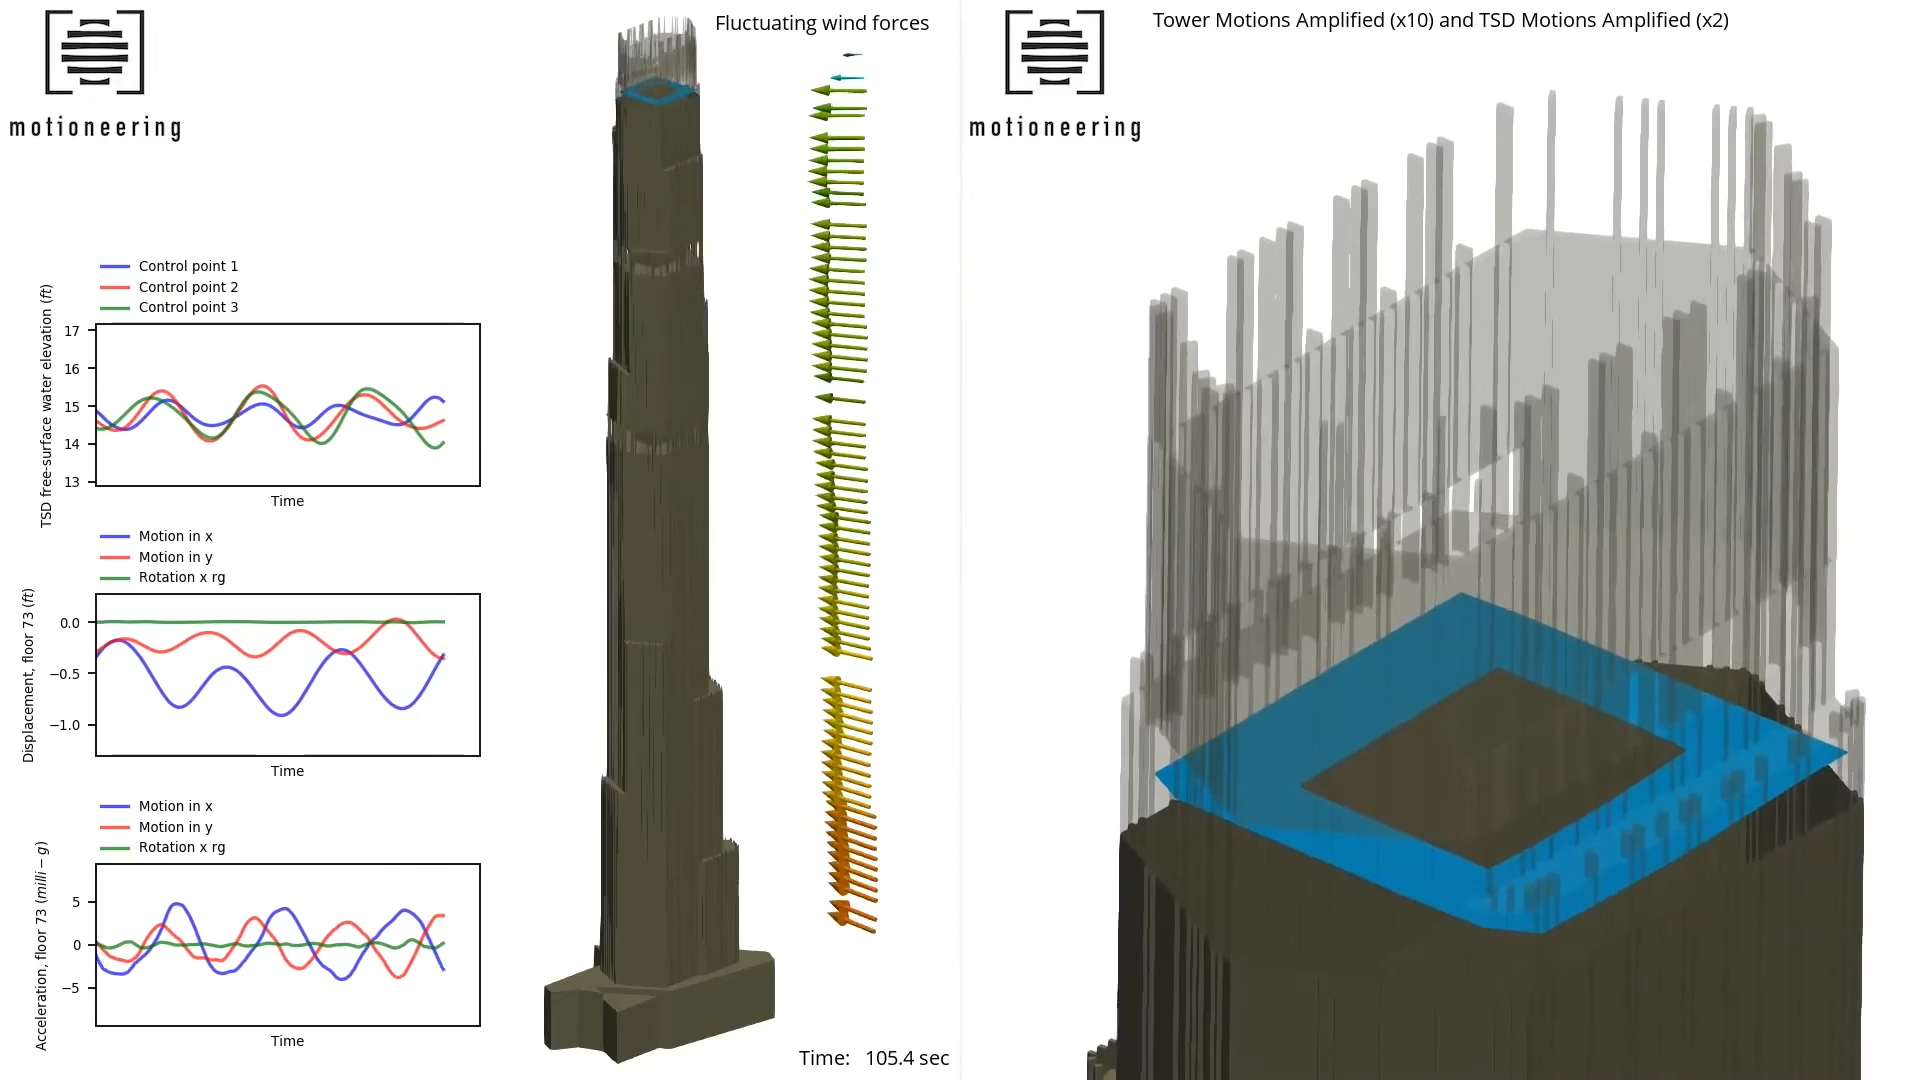 motioneering
Fluctuating wind forces
Control point 1
Control point 2
Control point 3
TSD free-surface water elevation (ft)
17
16
15
14
13
Time
Motion in x
Motion in y
Rotation x rg
Displacement, floor 73 (ft)
0.0
−0.5
−1.0
Time
Motion in x
Motion in y
Rotation x rg
Acceleration, floor 73 (milli − g)
5
0
−5
Time
Time: 105.4 sec
motioneering
Tower Motions Amplified (x10) and TSD Motions Amplified (x2)